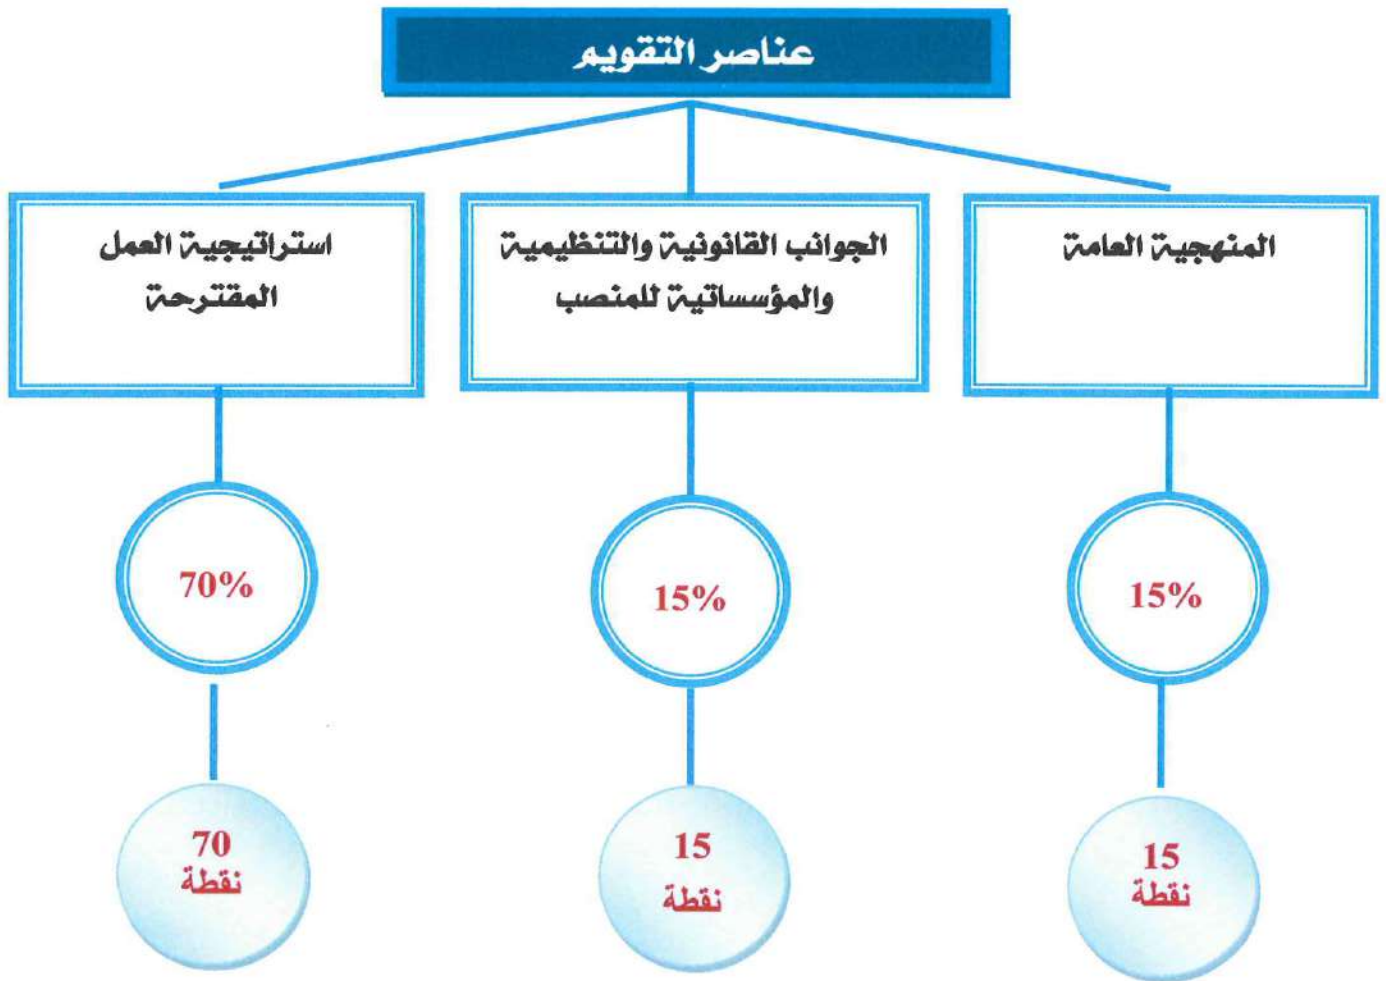 عناصر التقويم
المنهجية العامة
الجوانب القانونية والتنظيمية
والمؤسساتية للمنصب
استراتيجية العمل
المقترحة
15%
15%
70%
15
نقطة
15
نقطة
70
نقطة